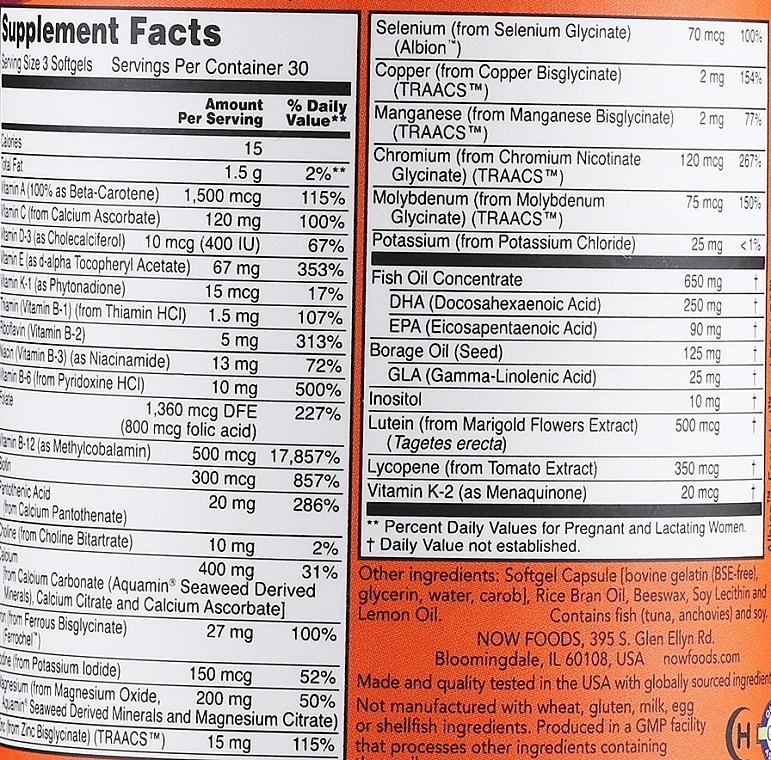 Supplement Facts
Serving Size 3 Softgels Servings Per Container 30
Amount Per Serving % Daily Value**
Calories 15
Total Fat 1.5 g 2%**
Vitamin A (100% as Beta-Carotene) 1,500 mcg 115%
Vitamin C (from Calcium Ascorbate) 120 mg 100%
Vitamin D-3 (as Cholecalciferol) 10 mcg (400 IU) 67%
Vitamin E (as d-alpha Tocopheryl Acetate) 67 mg 353%
Vitamin K-1 (as Phytonadione) 15 mcg 17%
Thiamin (Vitamin B-1) (from Thiamin HCl) 1.5 mg 107%
Riboflavin (Vitamin B-2) 5 mg 313%
Niacin (Vitamin B-3) (as Niacinamide) 13 mg 72%
Vitamin B-6 (from Pyridoxine HCl) 10 mg 500%
Folate 1,360 mcg DFE 227%
(800 mcg folic acid)
Vitamin B-12 (as Methylcobalamin) 500 mcg 17,857%
Biotin 300 mcg 857%
Pantothenic Acid 20 mg 286%
(from Calcium Pantothenate)
Choline (from Choline Bitartrate) 10 mg 2%
Calcium 400 mg 31%
[from Calcium Carbonate (Aquamin® Seaweed Derived
Minerals), Calcium Citrate and Calcium Ascorbate]
Iron (from Ferrous Bisglycinate) 27 mg 100%
(Ferrochel™)
Iodine (from Potassium Iodide) 150 mcg 52%
Magnesium (from Magnesium Oxide, 200 mg 50%
Aquamin® Seaweed Derived Minerals and Magnesium Citrate)
Zinc (from Zinc Bisglycinate) (TRAACS™) 15 mg 115%
Selenium (from Selenium Glycinate) 70 mcg 100%
(Albion™)
Copper (from Copper Bisglycinate) 2 mg 154%
(TRAACS™)
Manganese (from Manganese Bisglycinate) 2 mg 77%
(TRAACS™)
Chromium (from Chromium Nicotinate 120 mcg 267%
Glycinate) (TRAACS™)
Molybdenum (from Molybdenum 75 mcg 150%
Glycinate) (TRAACS™)
Potassium (from Potassium Chloride) 25 mg <1%
Fish Oil Concentrate 650 mg †
DHA (Docosahexaenoic Acid) 250 mg †
EPA (Eicosapentaenoic Acid) 90 mg †
Borage Oil (Seed) 125 mg †
GLA (Gamma-Linolenic Acid) 25 mg †
Inositol 10 mg †
Lutein (from Marigold Flowers Extract) 500 mcg †
(Tagetes erecta)
Lycopene (from Tomato Extract) 350 mcg †
Vitamin K-2 (as Menaquinone) 20 mcg †
** Percent Daily Values for Pregnant and Lactating Women.
† Daily Value not established.
Other ingredients: Softgel Capsule [bovine gelatin (BSE-free),
glycerin, water, carob], Rice Bran Oil, Beeswax, Soy Lecithin and
Lemon Oil. Contains fish (tuna, anchovies) and soy.
NOW FOODS, 395 S. Glen Ellyn Rd.
Bloomingdale, IL 60108, USA nowfoods.com
Made and quality tested in the USA with globally sourced ingredient
Not manufactured with wheat, gluten, milk, egg
or shellfish ingredients. Produced in a GMP facility
that processes other ingredients containing
H